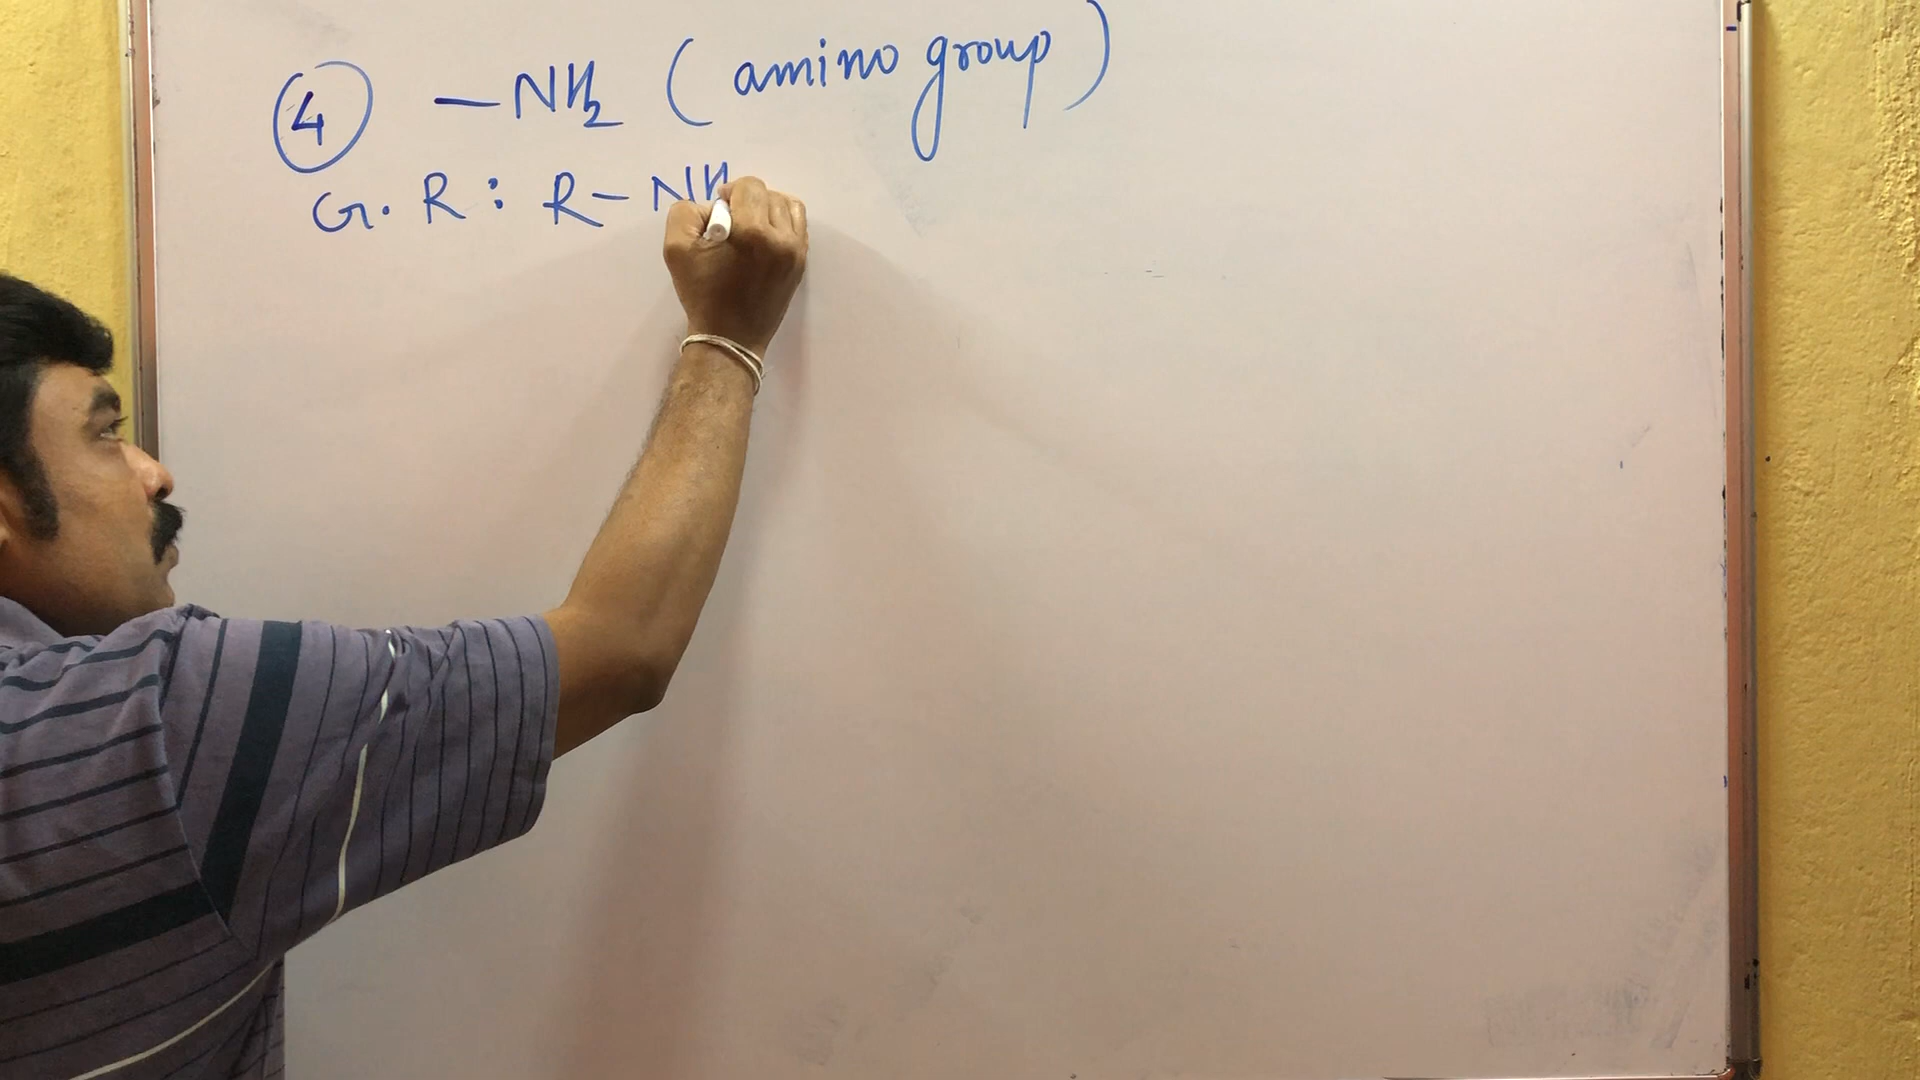 ④ –NH₂ (amino group)
G.R: R–NH